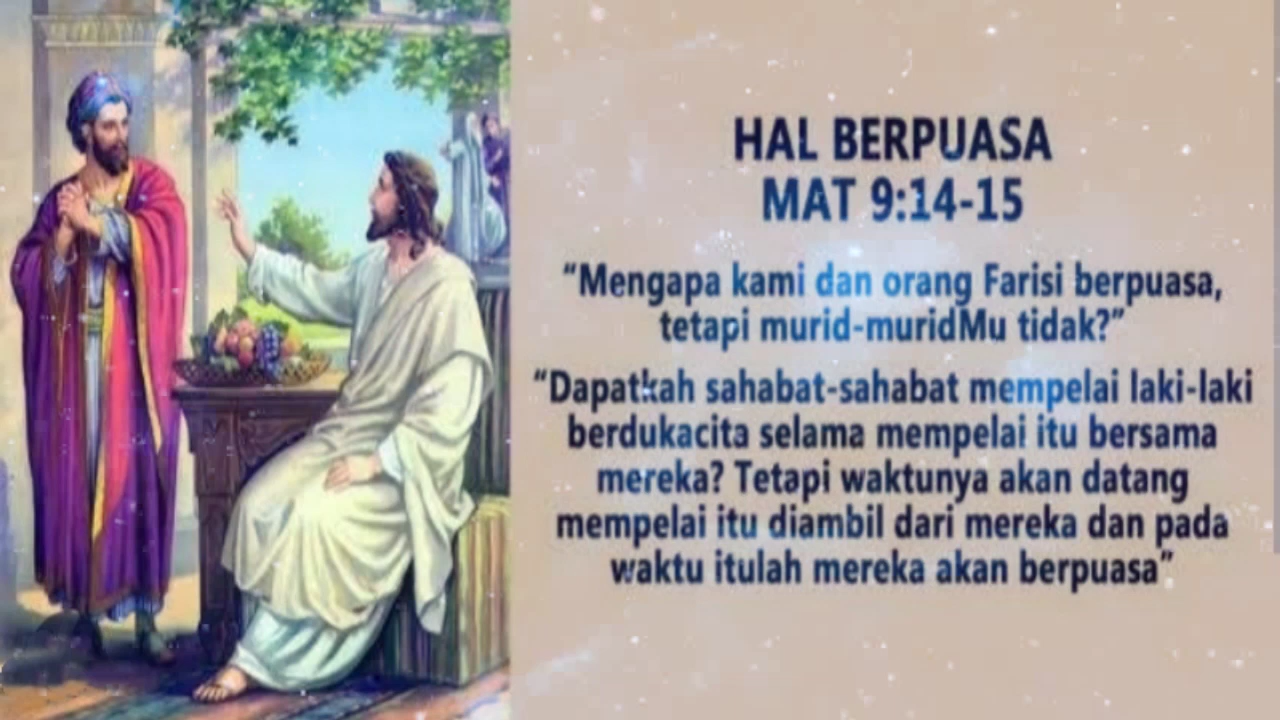 HAL BERPUASA
MAT 9:14-15
“Mengapa kami dan orang Farisi berpuasa,
tetapi murid-muridMu tidak?”
“Dapatkah sahabat-sahabat mempelai laki-laki
berdukacita selama mempelai itu bersama
mereka? Tetapi waktunya akan datang
mempelai itu diambil dari mereka dan pada
waktu itulah mereka akan berpuasa”